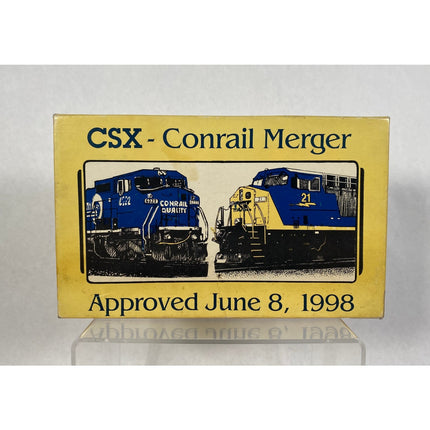 CSX - Conrail Merger
CONRAIL
QUALITY
21
Approved June 8, 1998